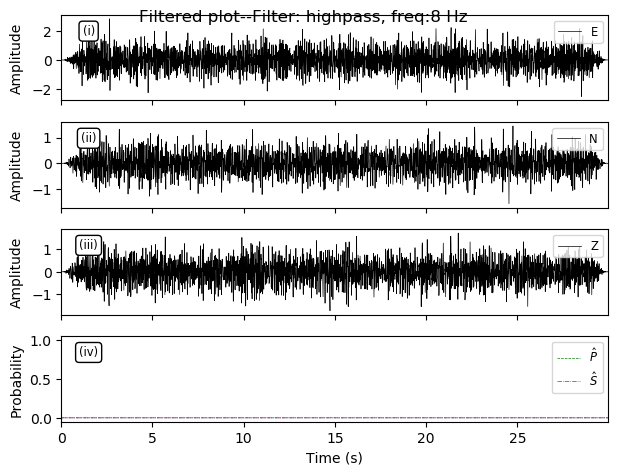 Filtered plot--Filter: highpass, freq:8 Hz
(i)
E
2
0
−2
Amplitude
(ii)
N
1
0
−1
Amplitude
(iii)
Z
1
0
−1
Amplitude
(iv)
P̂
Ŝ
1.0
0.5
0.0
Probability
0 5 10 15 20 25
Time (s)